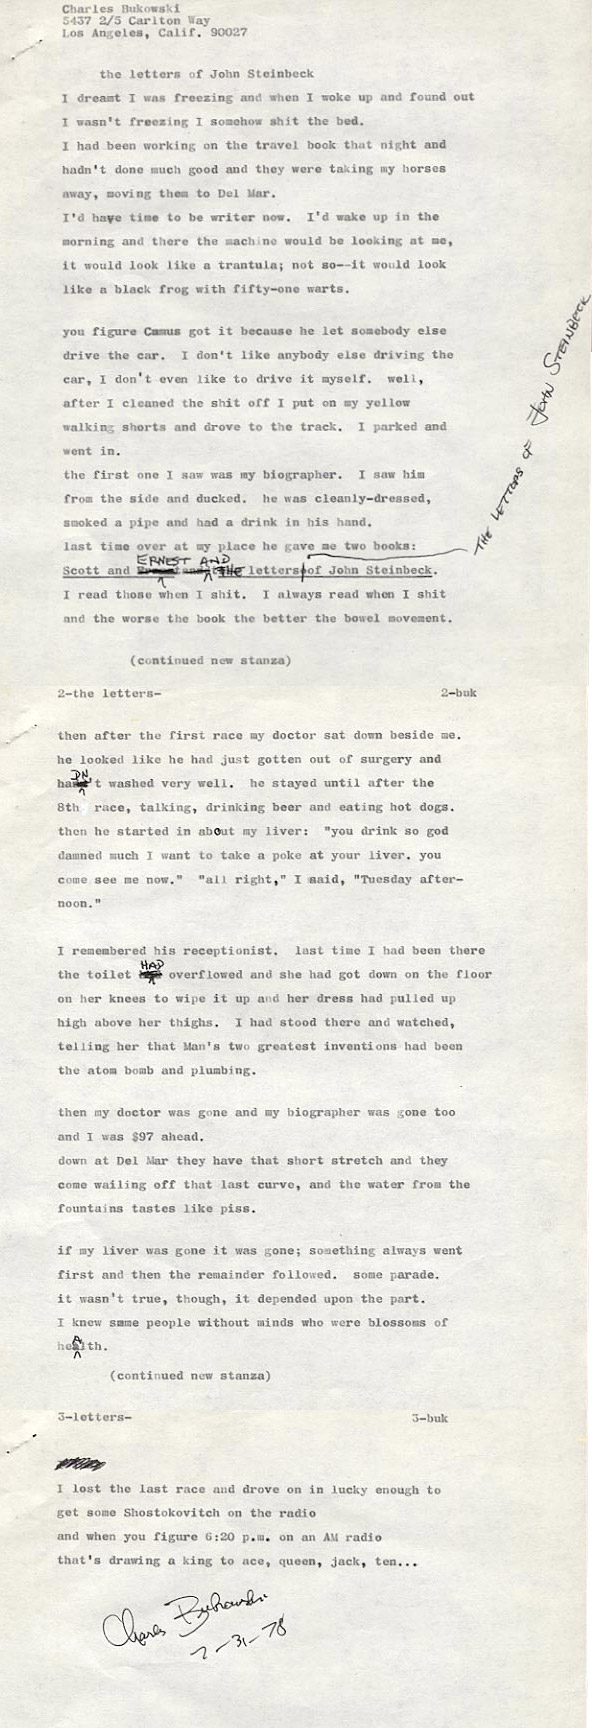 Charles Bukowski
5437 2/5 Carlton Way
Los Angeles, Calif. 90027
the letters of John Steinbeck
I dreamt I was freezing and when I woke up and found out
I wasn't freezing I somehow shit the bed.
I had been working on the travel book that night and
hadn't done much good and they were taking my horses
away, moving them to Del Mar.
I'd have time to be writer now. I'd wake up in the
morning and there the machine would be looking at me,
it would look like a trantula; not so--it would look
like a black frog with fifty-one warts.
you figure Camus got it because he let somebody else
drive the car. I don't like anybody else driving the
car, I don't even like to drive it myself. well,
after I cleaned the shit off I put on my yellow
walking shorts and drove to the track. I parked and
went in.
the first one I saw was my biographer. I saw him
from the side and ducked. he was cleanly-dressed,
smoked a pipe and had a drink in his hand.
last time over at my place he gave me two books:
ERNEST AND
Scott and the letters of John Steinbeck.
THE LETTERS OF JOHN STEINBECK
I read those when I shit. I always read when I shit
and the worse the book the better the bowel movement.
(continued new stanza)
2-the letters- 2-buk
then after the first race my doctor sat down beside me.
he looked like he had just gotten out of surgery and
hadn't washed very well. he stayed until after the
8th race, talking, drinking beer and eating hot dogs.
then he started in about my liver: "you drink so god
damned much I want to take a poke at your liver. you
come see me now." "all right," I said, "Tuesday after-
noon."
I remembered his receptionist. last time I had been there
the toilet HAD overflowed and she had got down on the floor
on her knees to wipe it up and her dress had pulled up
high above her thighs. I had stood there and watched,
telling her that Man's two greatest inventions had been
the atom bomb and plumbing.
then my doctor was gone and my biographer was gone too
and I was $97 ahead.
down at Del Mar they have that short stretch and they
come wailing off that last curve, and the water from the
fountains tastes like piss.
if my liver was gone it was gone; something always went
first and then the remainder followed. some parade.
it wasn't true, though, it depended upon the part.
I knew some people without minds who were blossoms of
heAlth.
(continued new stanza)
3-letters- 3-buk
I lost the last race and drove on in lucky enough to
get some Shostokovitch on the radio
and when you figure 6:20 p.m. on an AM radio
that's drawing a king to ace, queen, jack, ten...
Charles Bukowski
7-31-78